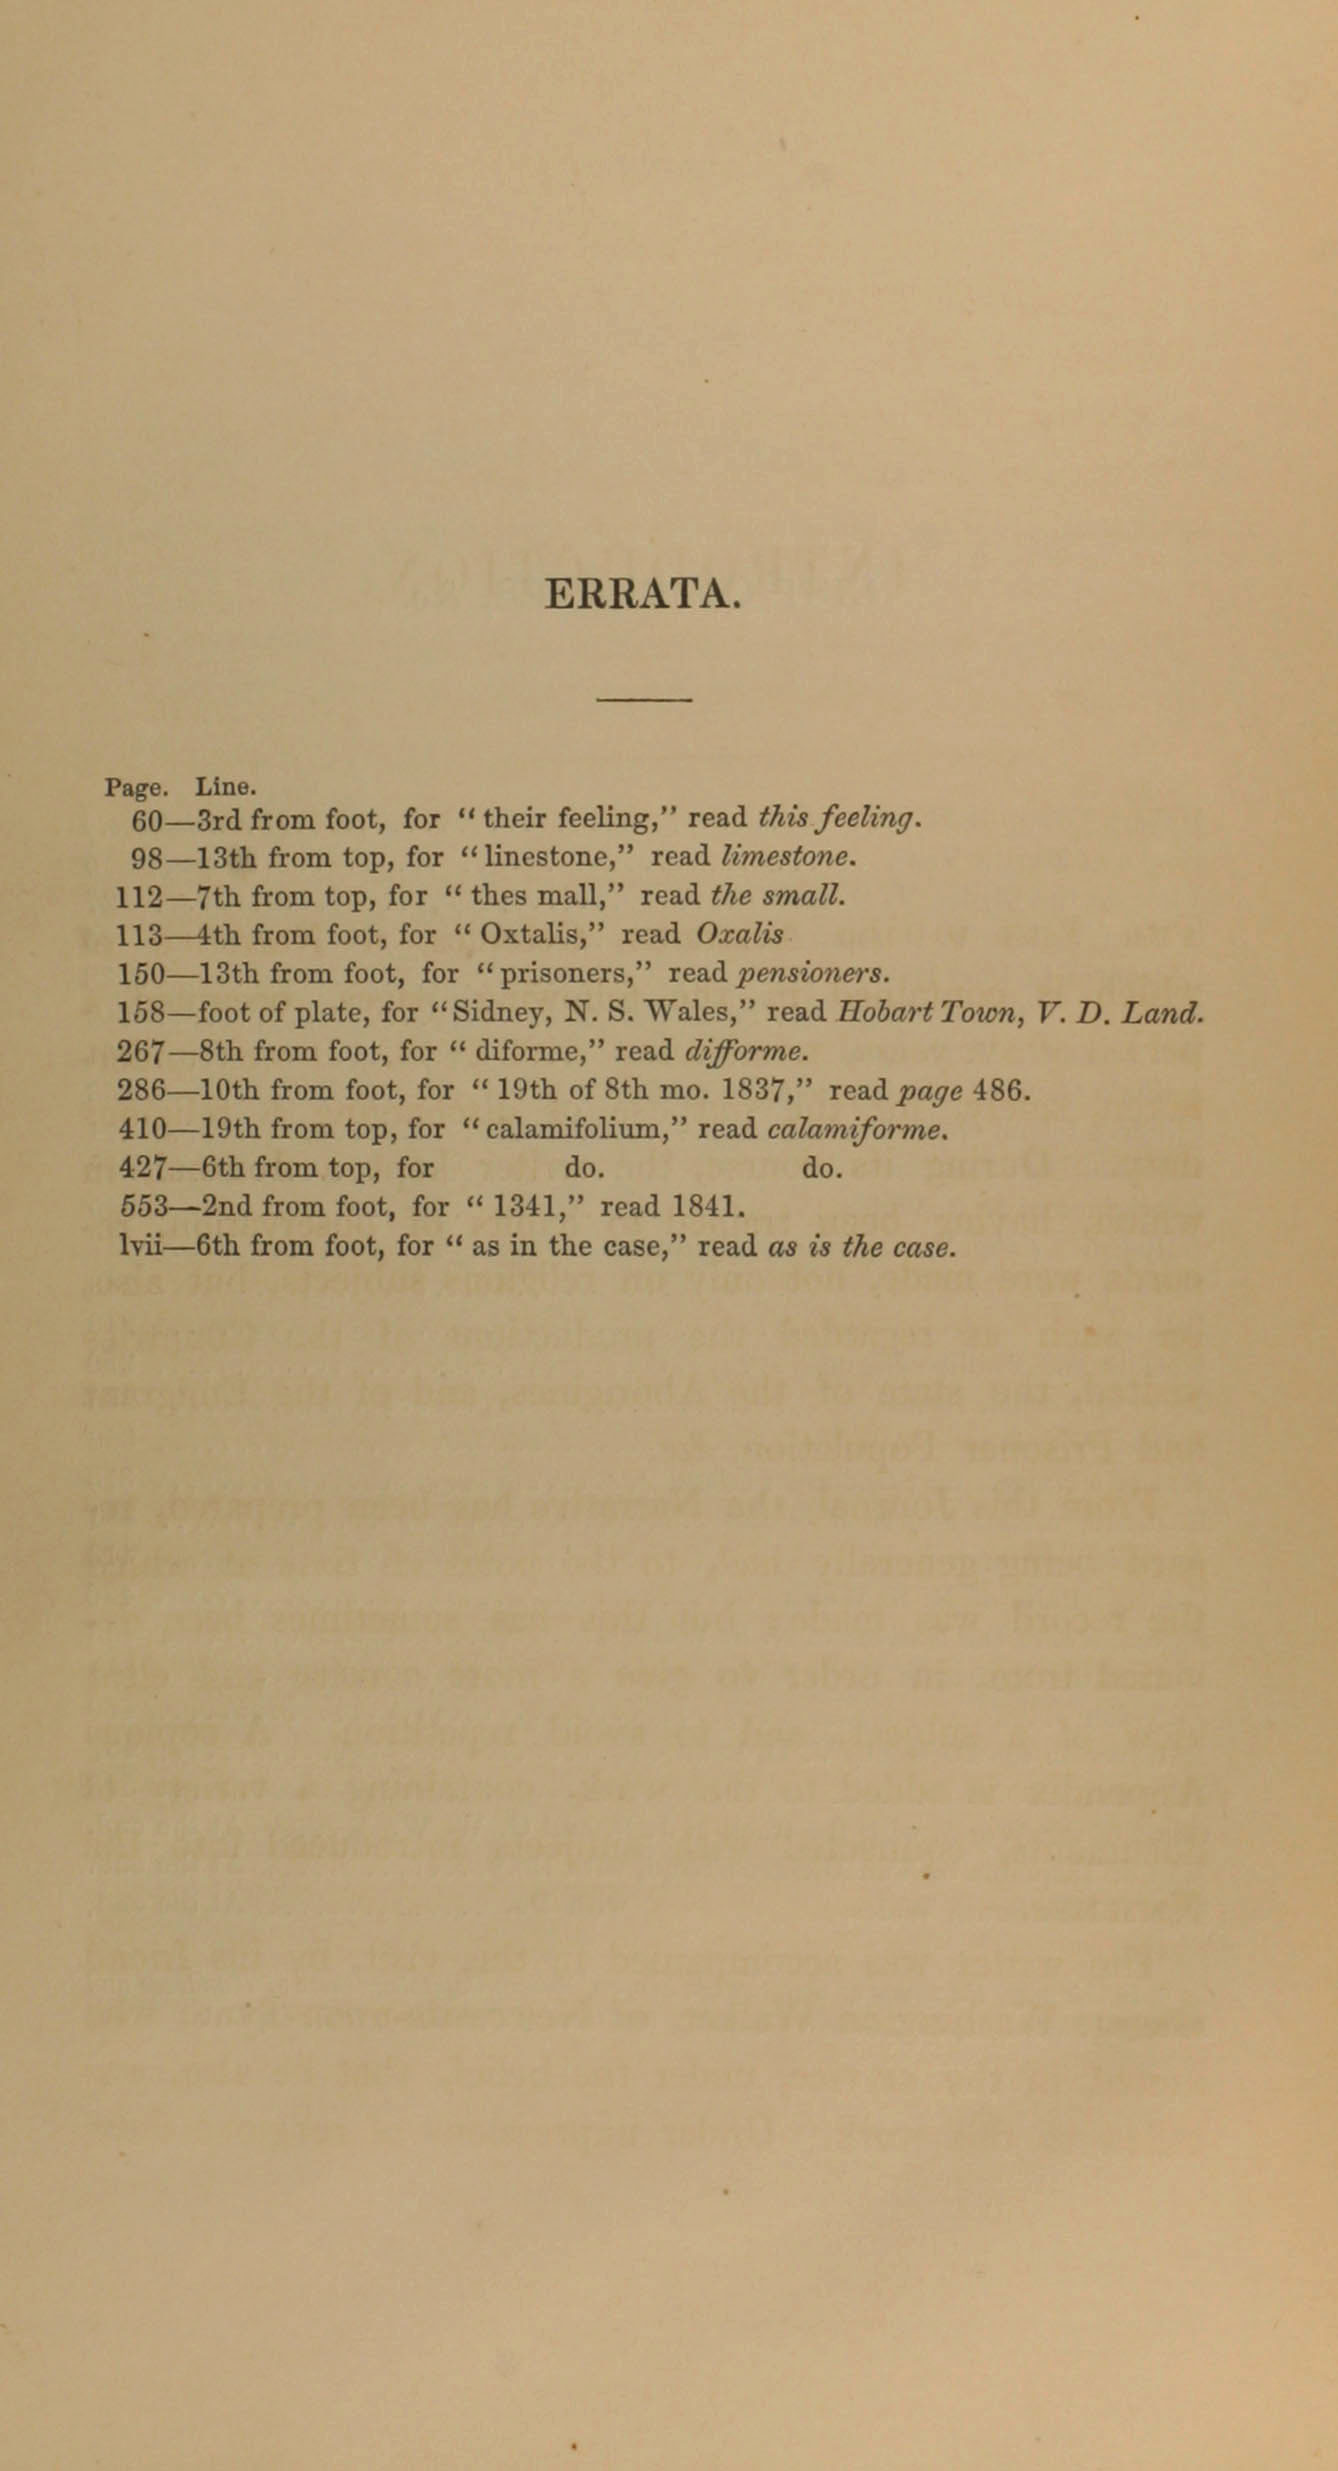 ERRATA.
Page. Line.
60—3rd from foot, for “ their feeling,” read this feeling.
98—13th from top, for “ linestone,” read limestone.
112—7th from top, for “ thes mall,” read the small.
113—4th from foot, for “ Oxtalis,” read Oxalis
150—13th from foot, for “ prisoners,” read pensioners.
158—foot of plate, for “ Sidney, N. S. Wales,” read Hobart Town, V. D. Land.
267—8th from foot, for “ diforme,” read difforme.
286—10th from foot, for “ 19th of 8th mo. 1837,” read page 486.
410—19th from top, for “ calamifolium,” read calamiforme.
427—6th from top, for do. do.
553—2nd from foot, for “ 1341,” read 1841.
lvii—6th from foot, for “ as in the case,” read as is the case.